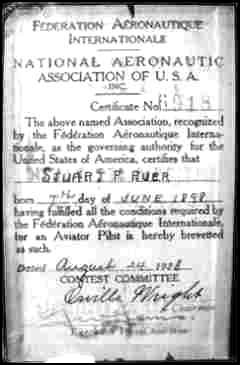 FÉDÉRATION AÉRONAUTIQUE
INTERNATIONALE
NATIONAL AERONAUTIC
ASSOCIATION OF U. S. A.
INC.
Certificate No.
The above named Association, recognized
by the Fédération Aéronautique Interna-
tionale, as the governing authority for the
United States of America, certifies that
STUART
born 7th day of JUNE 1898
having fulfilled all the conditions required by
the Fédération Aéronautique Internationale,
for an Aviator Pilot is hereby brevetted
as such.
Dated August 24
CONTEST COMMITTEE
Orville Wright